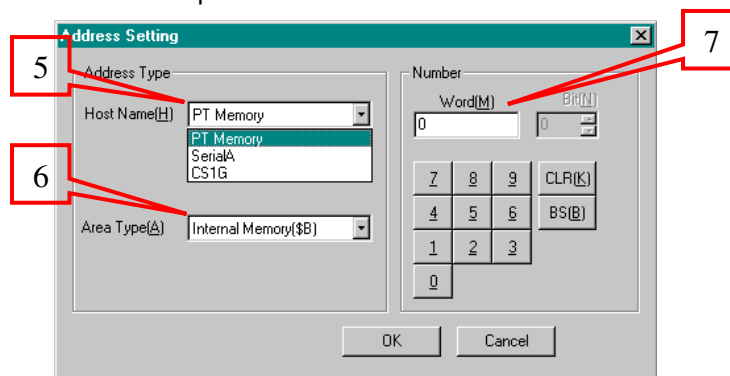 Address Setting
5
7
6
Address Type
Host Name(H)
PT Memory
PT Memory
SerialA
CS1G
Area Type(A)
Internal Memory($B)
Number
Word(M)
Bit(N)
0
0
7 8 9 CLR(K)
4 5 6 BS(B)
1 2 3
0
OK Cancel